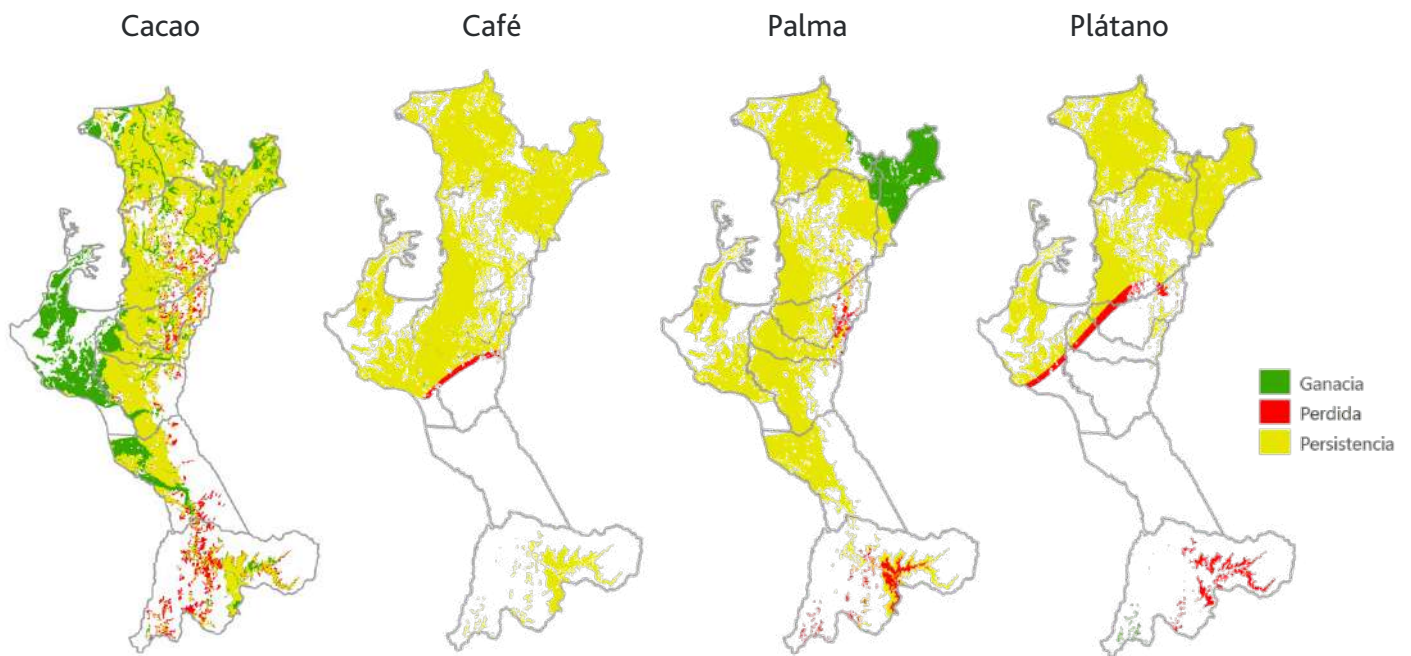 Cacao
Café
Palma
Plátano
Ganacia
Perdida
Persistencia